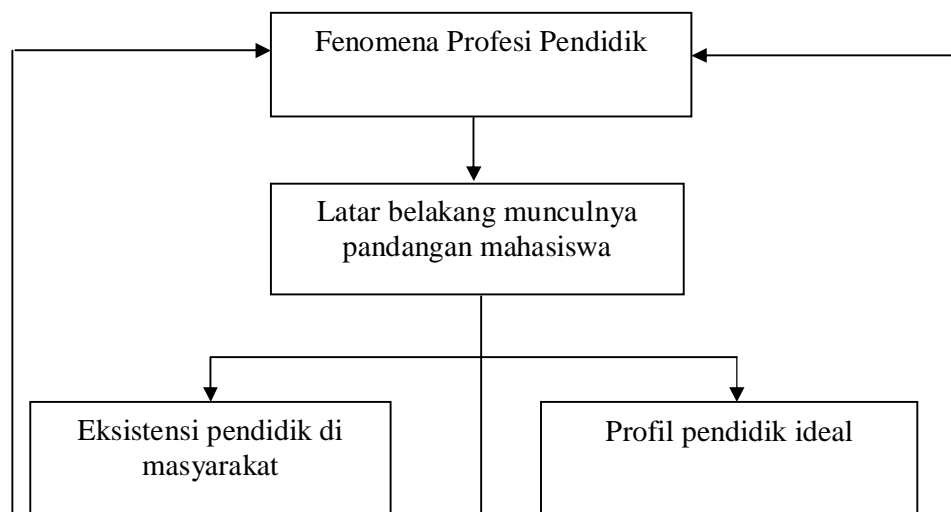 Fenomena Profesi Pendidik
Latar belakang munculnya
pandangan mahasiswa
Eksistensi pendidik di
masyarakat
Profil pendidik ideal